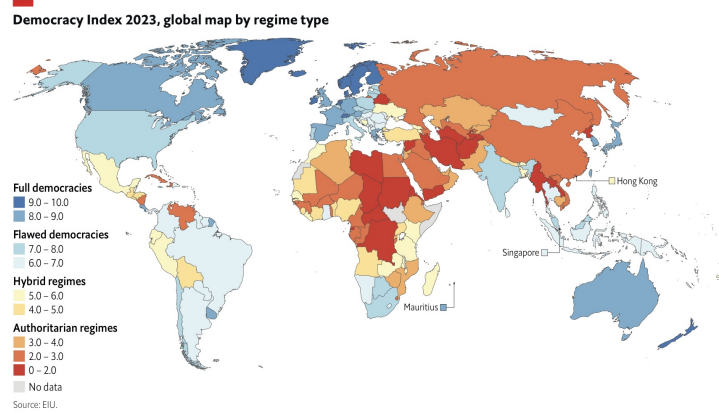 Democracy Index 2023, global map by regime type
Full democracies
9.0 – 10.0
8.0 – 9.0
Flawed democracies
7.0 – 8.0
6.0 – 7.0
Hybrid regimes
5.0 – 6.0
4.0 – 5.0
Authoritarian regimes
3.0 – 4.0
2.0 – 3.0
0 – 2.0
No data
Hong Kong
Singapore
Mauritius
Source: EIU.